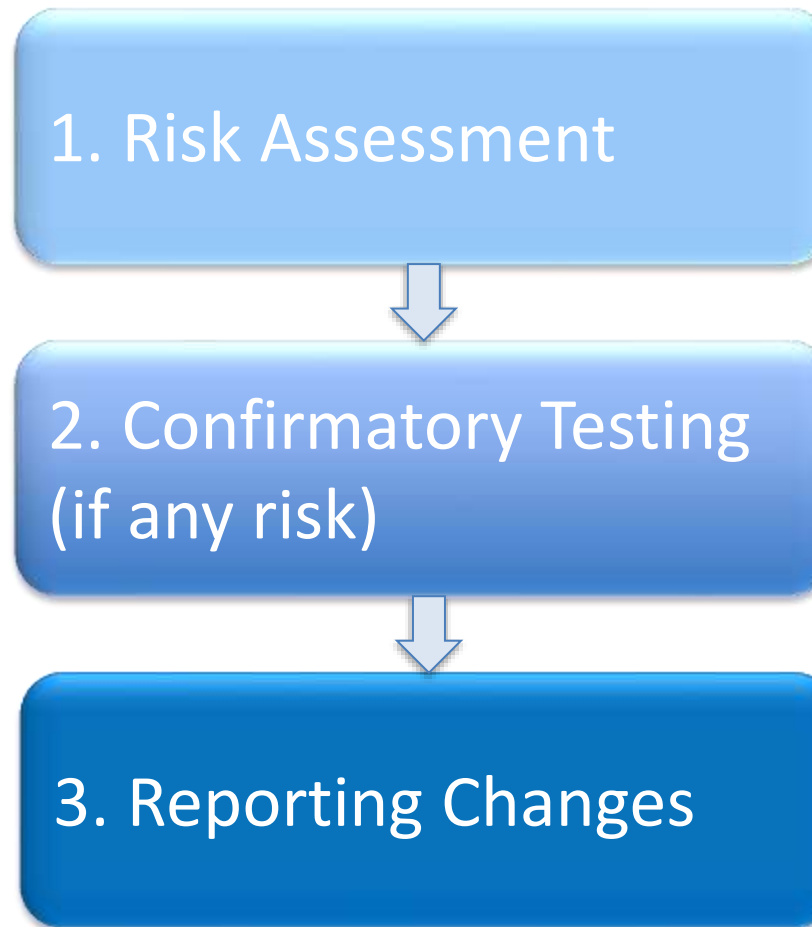 1. Risk Assessment
2. Confirmatory Testing
(if any risk)
3. Reporting Changes